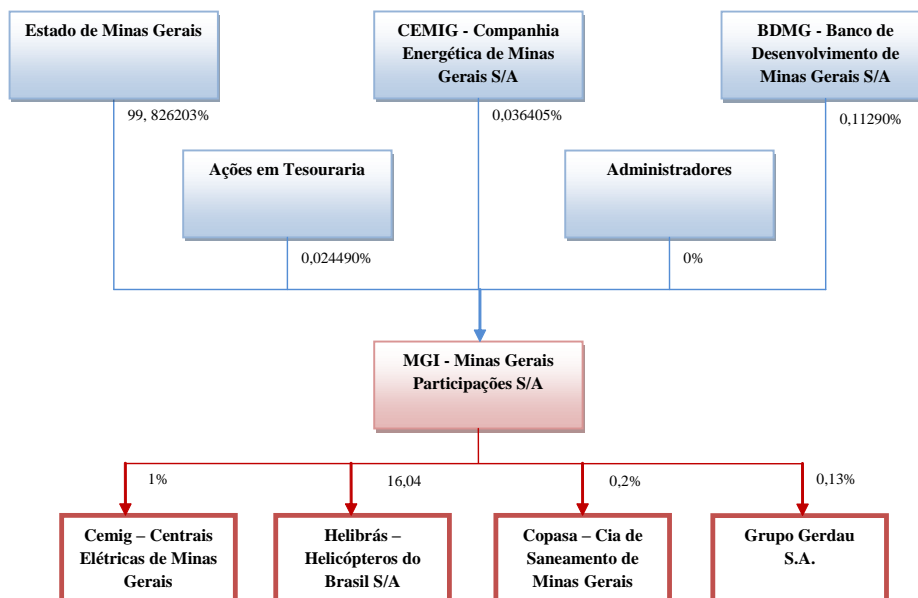 Estado de Minas Gerais
CEMIG - Companhia
Energética de Minas
Gerais S/A
BDMG - Banco de
Desenvolvimento de
Minas Gerais S/A
99, 826203%
0,036405%
0,11290%
Ações em Tesouraria
Administradores
0,024490%
0%
MGI - Minas Gerais
Participações S/A
1%
16,04
0,2%
0,13%
Cemig – Centrais
Elétricas de Minas
Gerais
Helibrás –
Helicópteros do
Brasil S/A
Copasa – Cia de
Saneamento de
Minas Gerais
Grupo Gerdau
S.A.